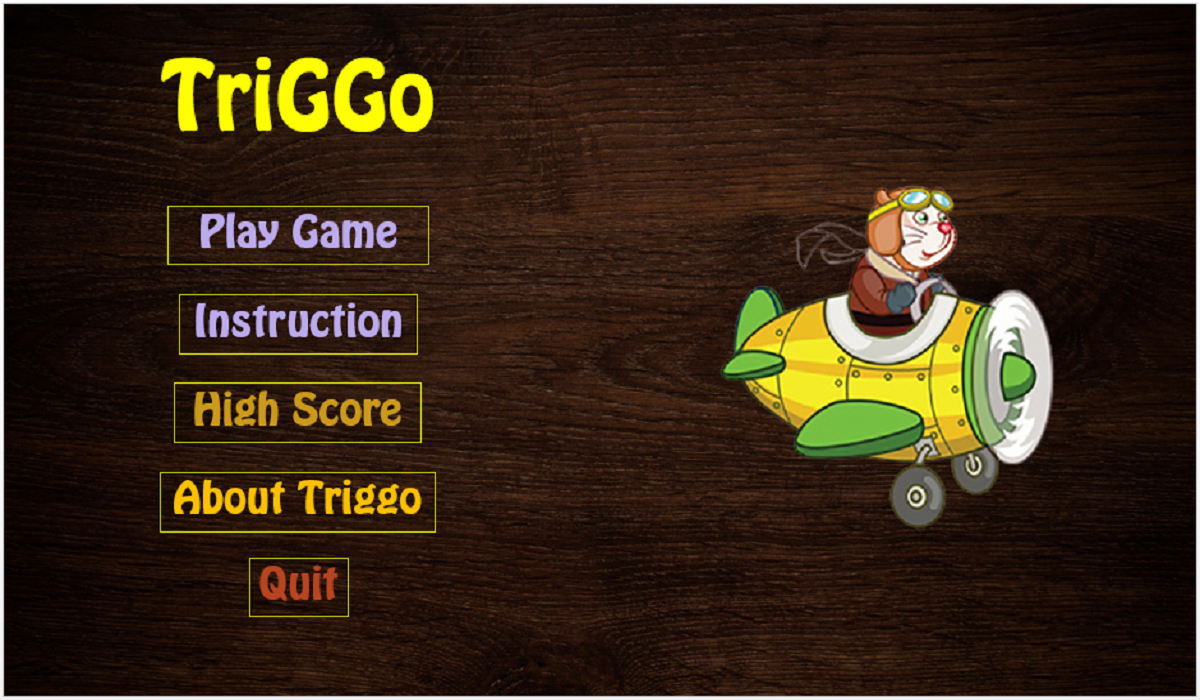 TriGGo
Play Game
Instruction
High Score
About Triggo
Quit